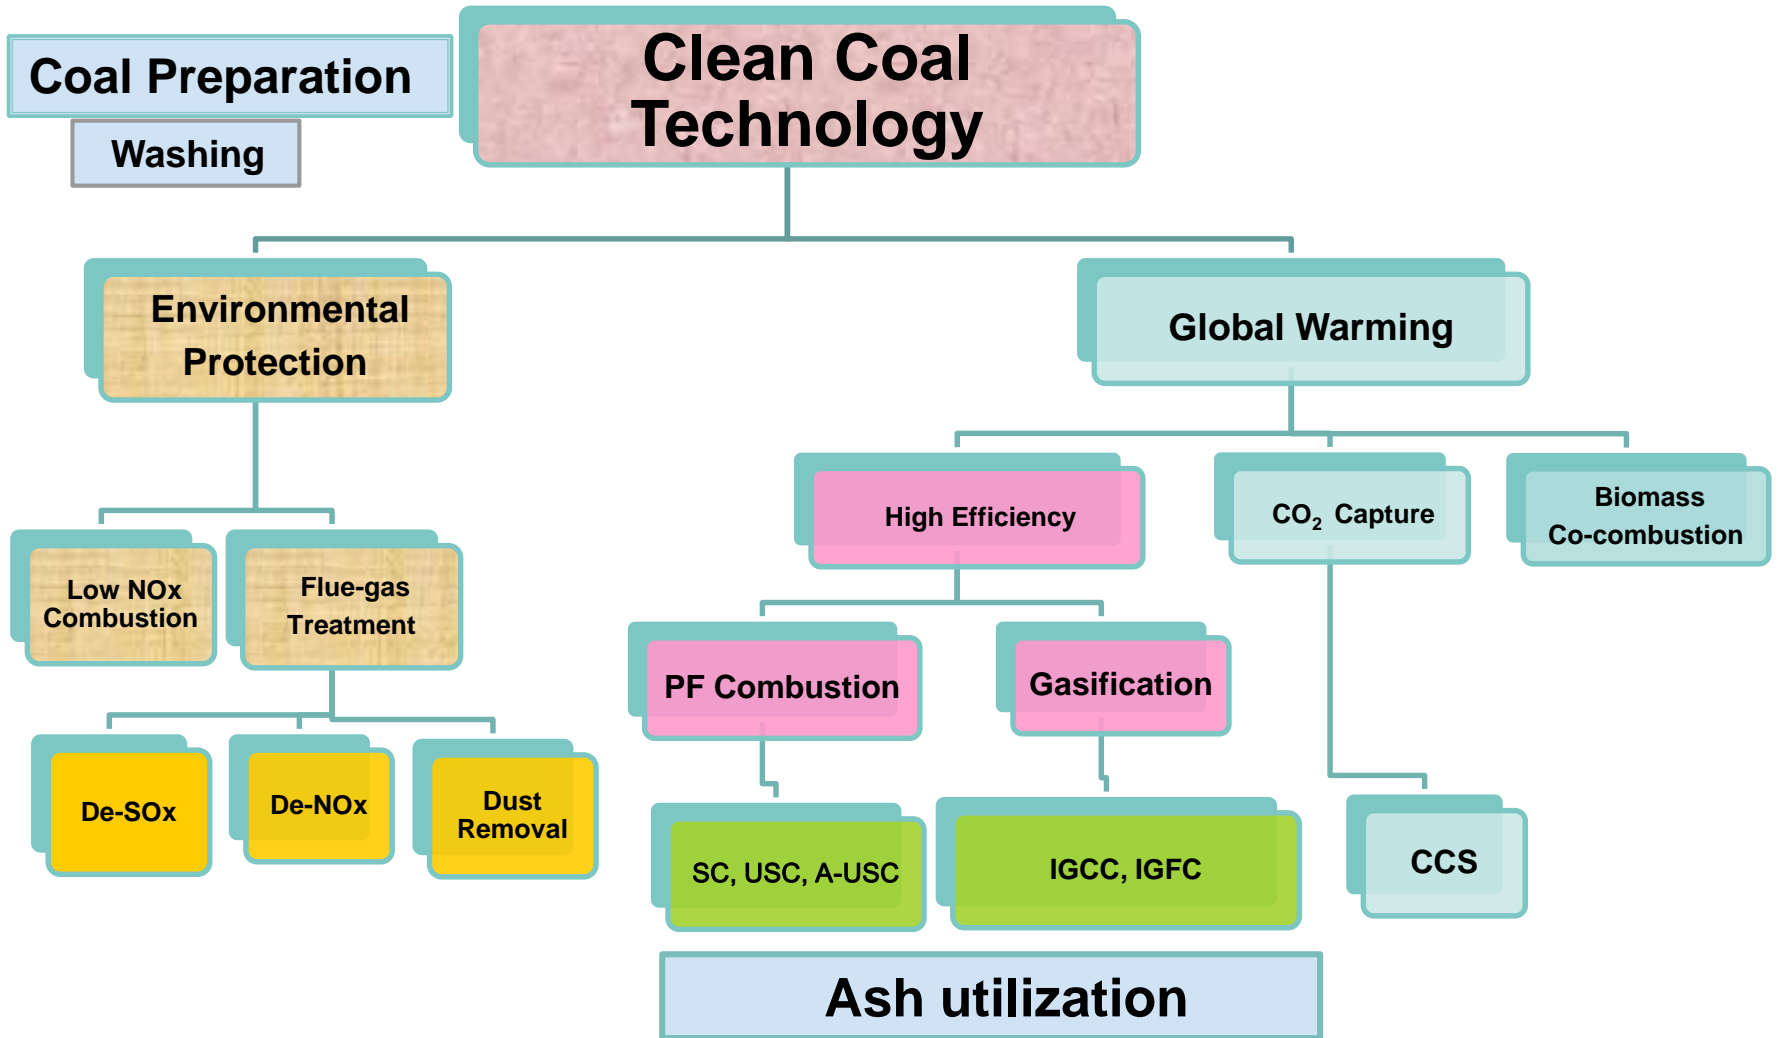 Coal Preparation
Washing
Clean Coal
Technology
Environmental
Protection
Global Warming
Low NOx
Combustion
Flue-gas
Treatment
High Efficiency
CO₂ Capture
Biomass
Co-combustion
PF Combustion
Gasification
De-SOx
De-NOx
Dust
Removal
SC, USC, A-USC
IGCC, IGFC
CCS
Ash utilization